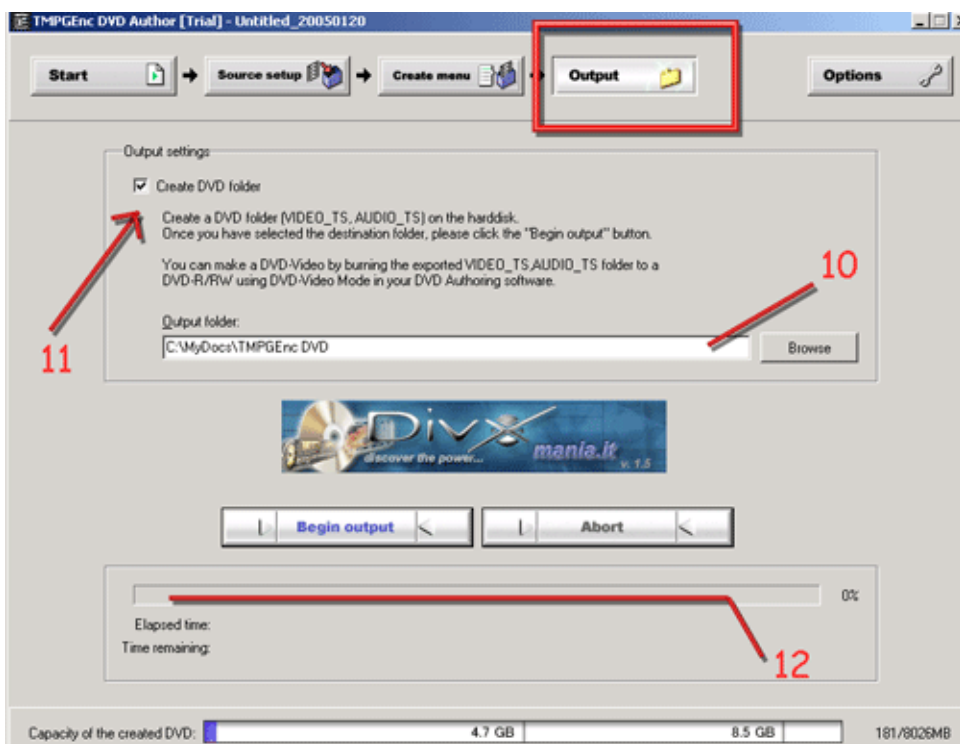 TMPGEnc DVD Author [Trial] - Untitled_20050120
Start
Source setup
Create menu
Output
Options
Output settings
Create DVD folder
Create a DVD folder (VIDEO_TS, AUDIO_TS) on the harddisk.
Once you have selected the destination folder, please click the "Begin output" button.
You can make a DVD-Video by burning the exported VIDEO_TS,AUDIO_TS folder to a
DVD-R/RW using DVD-Video Mode in your DVD Authoring software.
10
11
Output folder:
C:\MyDocs\TMPGEnc DVD
Browse
DivX
mania.it
discover the power...
v. 1.5
Begin output
Abort
0%
Elapsed time:
Time remaining:
12
Capacity of the created DVD:
4.7 GB
8.5 GB
181/8026MB